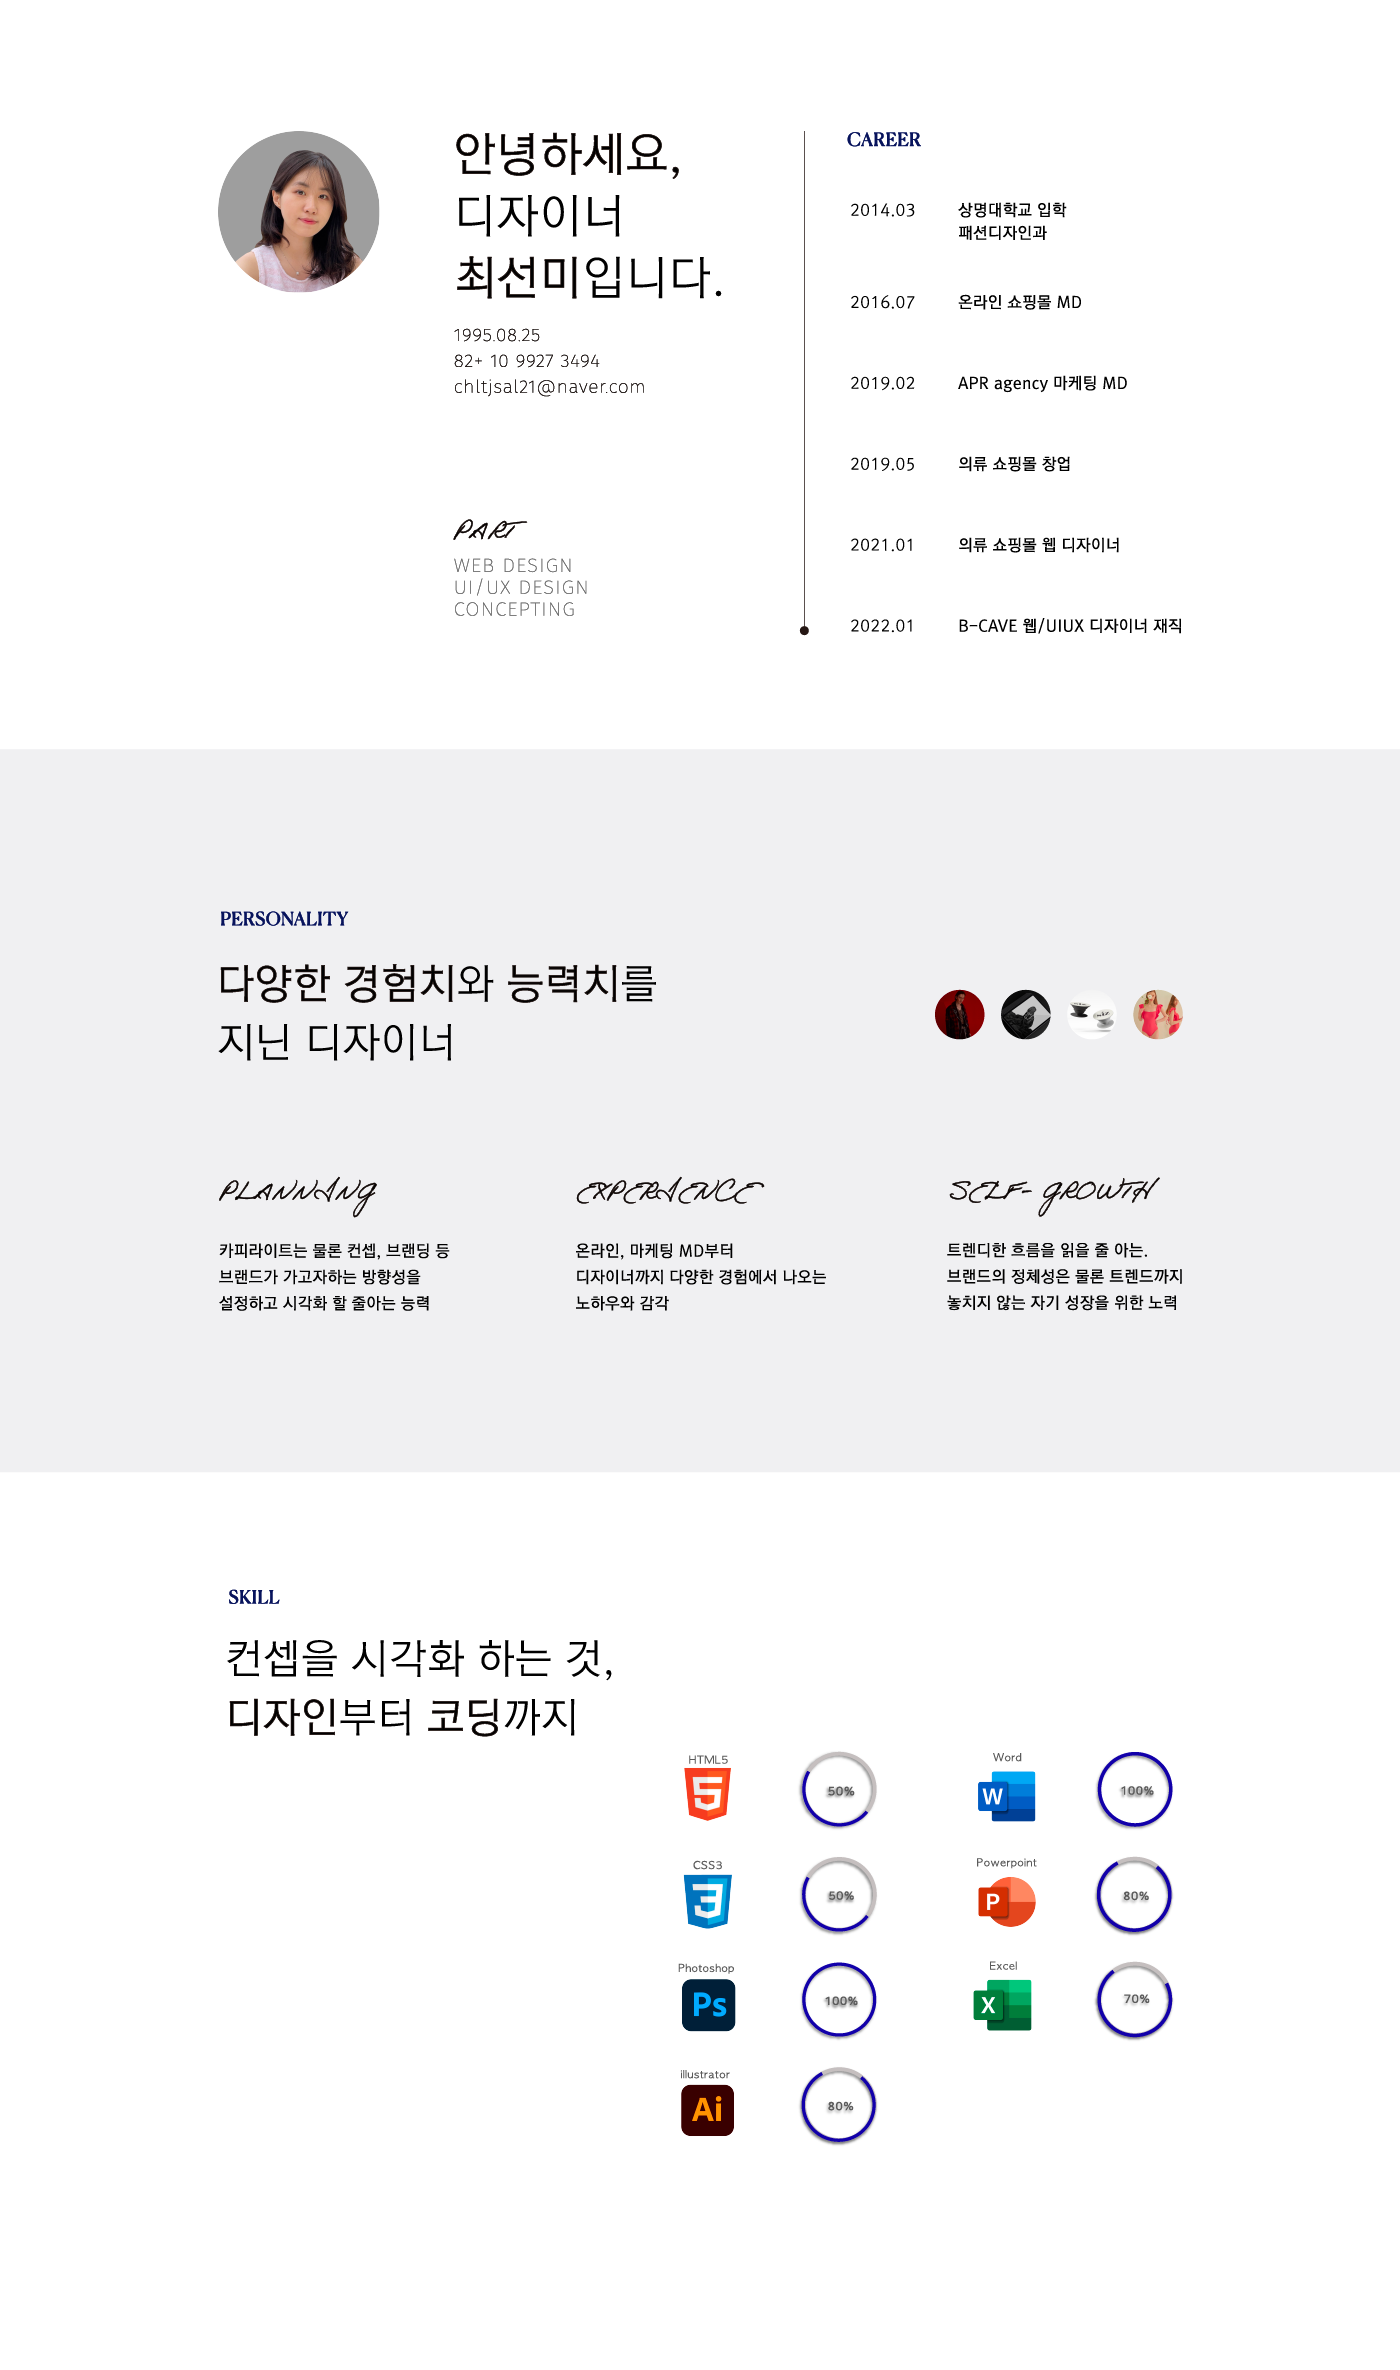 안녕하세요,
디자이너
최선미입니다.
1995.08.25
82+ 10 9927 3494
chltjsal21@naver.com
PART
WEB DESIGN
UI/UX DESIGN
CONCEPTING
CAREER
2014.03 상명대학교 입학
패션디자인과
2016.07 온라인 쇼핑몰 MD
2019.02 APR agency 마케팅 MD
2019.05 의류 쇼핑몰 창업
2021.01 의류 쇼핑몰 웹 디자이너
2022.01 B-CAVE 웹/UIUX 디자이너 재직
PERSONALITY
다양한 경험치와 능력치를
지닌 디자이너
PLANNING
카피라이트는 물론 컨셉, 브랜딩 등
브랜드가 가고자하는 방향성을
설정하고 시각화 할 줄아는 능력
EXPERIENCE
온라인, 마케팅 MD부터
디자이너까지 다양한 경험에서 나오는
노하우와 감각
SELF- GROWTH
트렌디한 흐름을 읽을 줄 아는.
브랜드의 정체성은 물론 트렌드까지
놓치지 않는 자기 성장을 위한 노력
SKILL
컨셉을 시각화 하는 것,
디자인부터 코딩까지
HTML5
5
50%
Word
W
100%
CSS3
3
50%
Powerpoint
P
80%
Photoshop
Ps
100%
Excel
X
70%
illustrator
Ai
80%